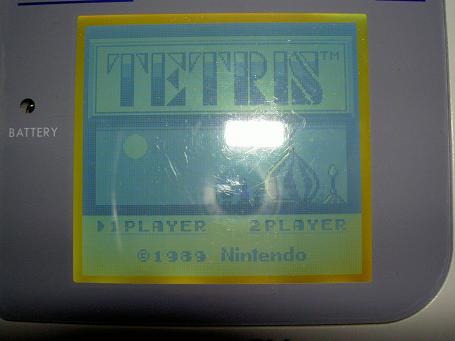 TETRIS™
BATTERY
▶1PLAYER 2PLAYER
©1989 Nintendo